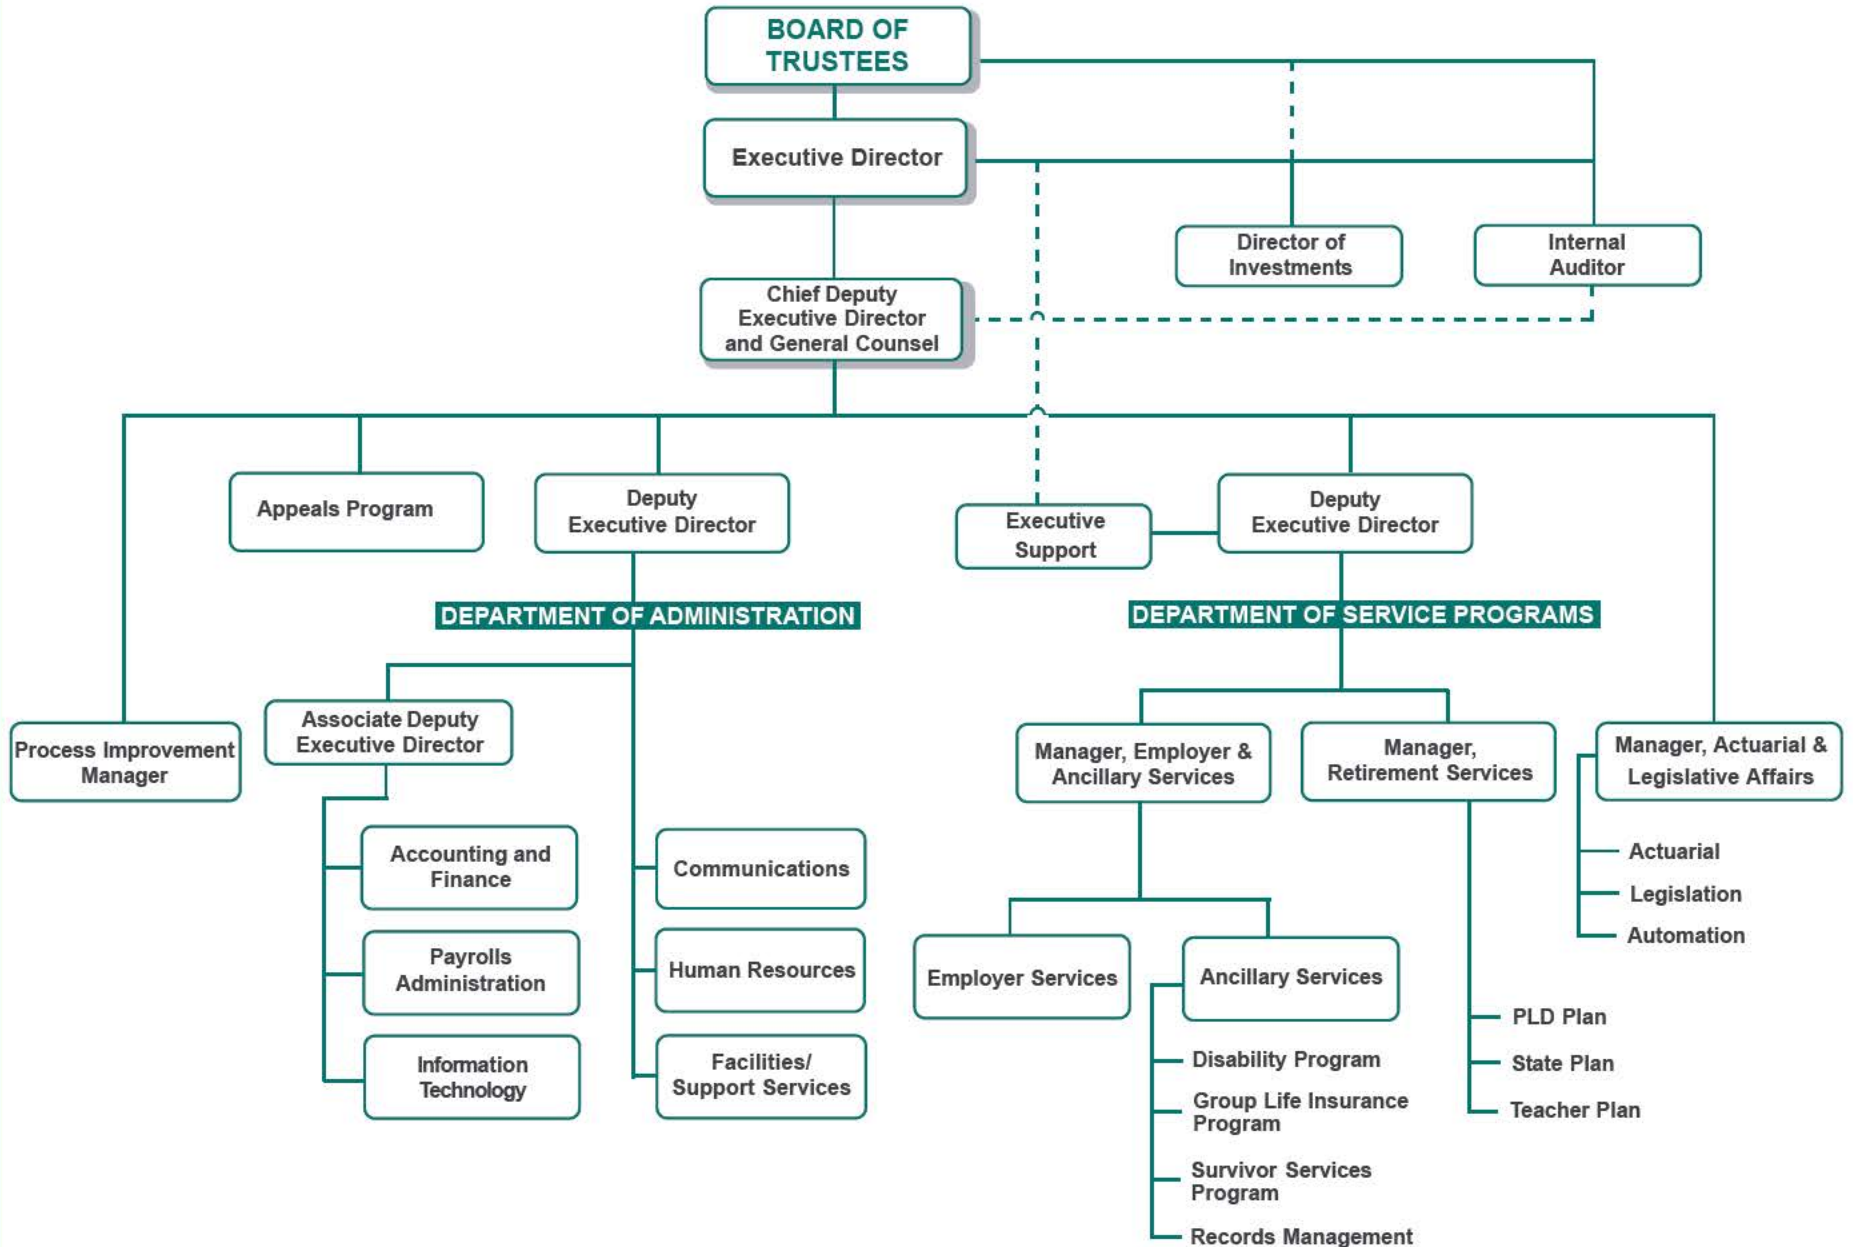 BOARD OF
TRUSTEES
Executive Director
Director of
Investments
Internal
Auditor
Chief Deputy
Executive Director
and General Counsel
Appeals Program
Deputy
Executive Director
Executive
Support
Deputy
Executive Director
DEPARTMENT OF ADMINISTRATION
DEPARTMENT OF SERVICE PROGRAMS
Process Improvement
Manager
Associate Deputy
Executive Director
Manager, Employer &
Ancillary Services
Manager,
Retirement Services
Manager, Actuarial &
Legislative Affairs
Accounting and
Finance
Communications
Actuarial
Legislation
Automation
Payrolls
Administration
Human Resources
Employer Services
Ancillary Services
Information
Technology
Facilities/
Support Services
Disability Program
Group Life Insurance
Program
Survivor Services
Program
Records Management
PLD Plan
State Plan
Teacher Plan